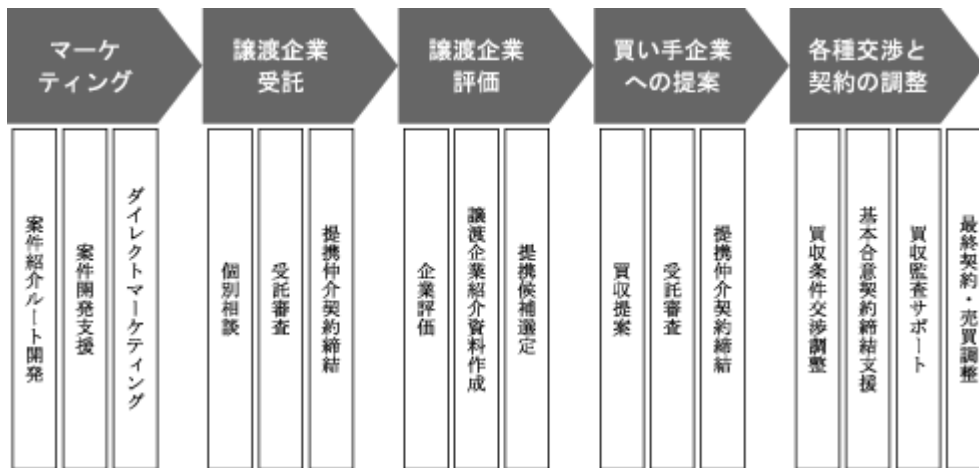 マーケ
ティング
譲渡企業
受託
譲渡企業
評価
買い手企業
への提案
各種交渉と
契約の調整
案件紹介ルート開発
案件開発支援
ダイレクトマーケティング
個別相談
受託審査
提携仲介契約締結
企業評価
譲渡企業紹介資料作成
提携候補選定
買収提案
受託審査
提携仲介契約締結
買収条件交渉調整
基本合意契約締結支援
買収監査サポート
最終契約・売買調整